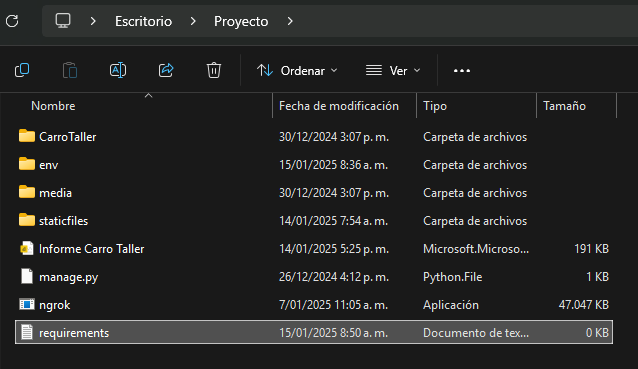 Escritorio > Proyecto >
Ordenar Ver
Nombre Fecha de modificación Tipo Tamaño
CarroTaller 30/12/2024 3:07 p. m. Carpeta de archivos
env 15/01/2025 8:36 a. m. Carpeta de archivos
media 30/12/2024 3:07 p. m. Carpeta de archivos
staticfiles 14/01/2025 7:54 a. m. Carpeta de archivos
Informe Carro Taller 14/01/2025 5:25 p. m. Microsoft.Microso... 191 KB
manage.py 26/12/2024 4:12 p. m. Python.File 1 KB
ngrok 7/01/2025 11:05 a. m. Aplicación 47.047 KB
requirements 15/01/2025 8:50 a. m. Documento de tex... 0 KB